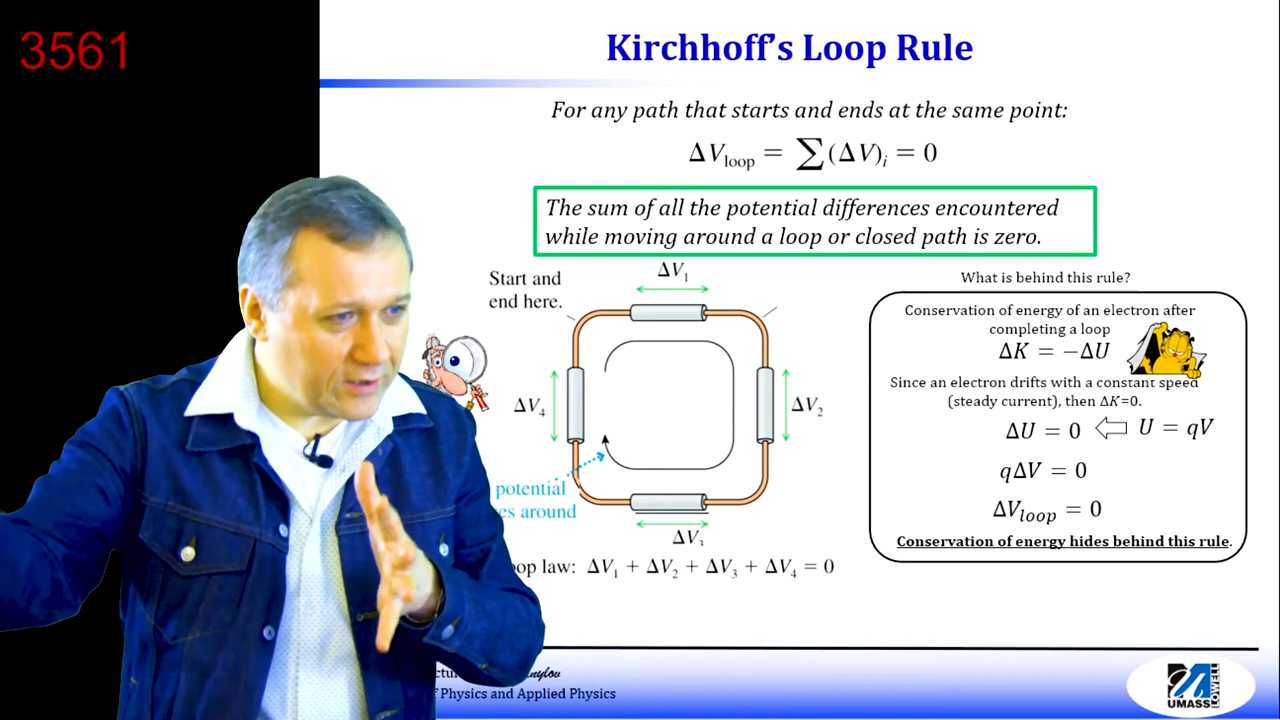 3561
Kirchhoff's Loop Rule
For any path that starts and ends at the same point:
ΔV_loop = ∑(ΔV)_i = 0
The sum of all the potential differences encountered
while moving around a loop or closed path is zero.
Start and
end here.
ΔV₁
ΔV₄
ΔV₂
potential
around
ΔV₃
law: ΔV₁ + ΔV₂ + ΔV₃ + ΔV₄ = 0
What is behind this rule?
Conservation of energy of an electron after
completing a loop
ΔK = −ΔU
Since an electron drifts with a constant speed
(steady current), then ΔK=0.
ΔU = 0 ⇐ U = qV
qΔV = 0
ΔV_loop = 0
Conservation of energy hides behind this rule.
Physics and Applied Physics
UMASS
LOWELL